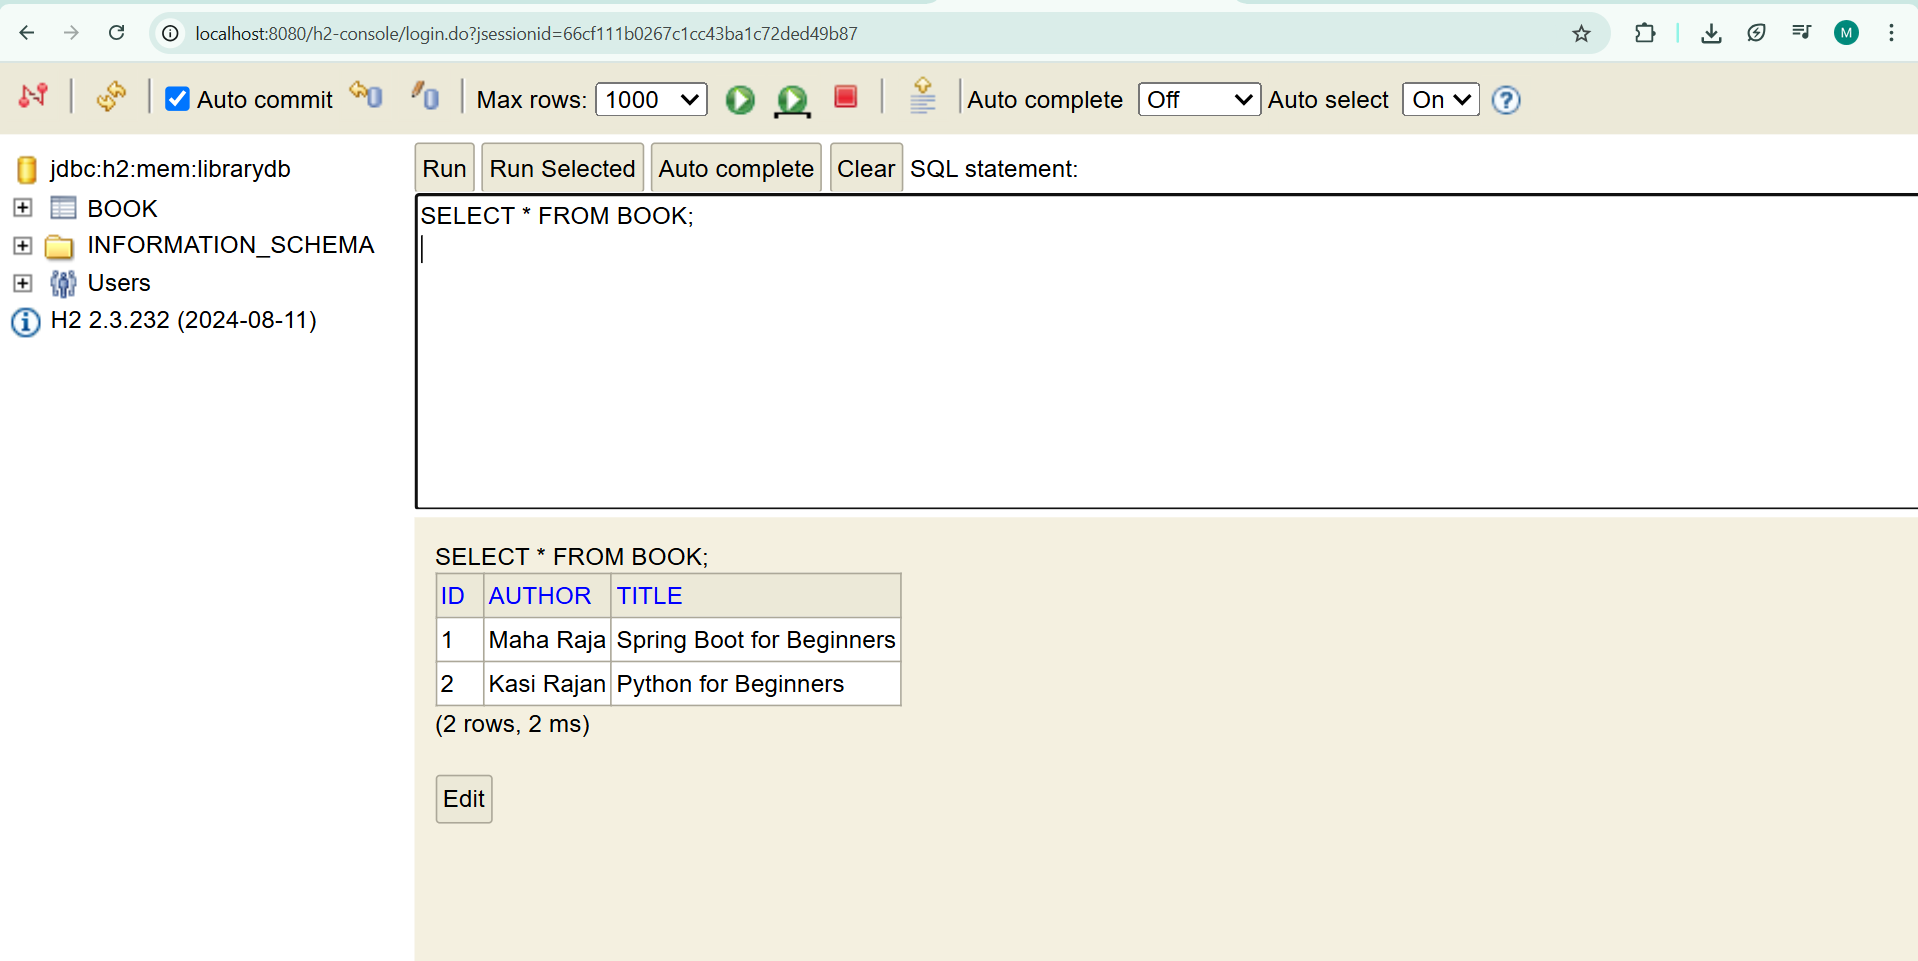 localhost:8080/h2-console/login.do?jsessionid=66cf111b0267c1cc43ba1c72ded49b87
M
Auto commit Max rows: 1000 Auto complete Off Auto select On ?
jdbc:h2:mem:librarydb
BOOK
INFORMATION_SCHEMA
Users
H2 2.3.232 (2024-08-11)
Run Run Selected Auto complete Clear SQL statement:
SELECT * FROM BOOK;
SELECT * FROM BOOK;
ID AUTHOR TITLE
1 Maha Raja Spring Boot for Beginners
2 Kasi Rajan Python for Beginners
(2 rows, 2 ms)
Edit